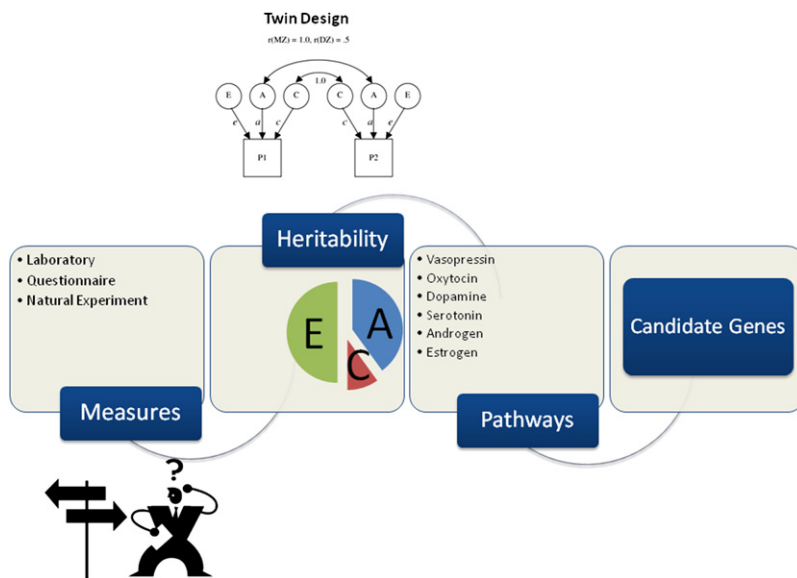 Twin Design
r(MZ) = 1.0, r(DZ) = .5
1.0
E A C C A E
e a c c a e
P1 P2
Heritability
• Laboratory
• Questionnaire
• Natural Experiment
E A C
• Vasopressin
• Oxytocin
• Dopamine
• Serotonin
• Androgen
• Estrogen
Candidate Genes
Measures
Pathways
?